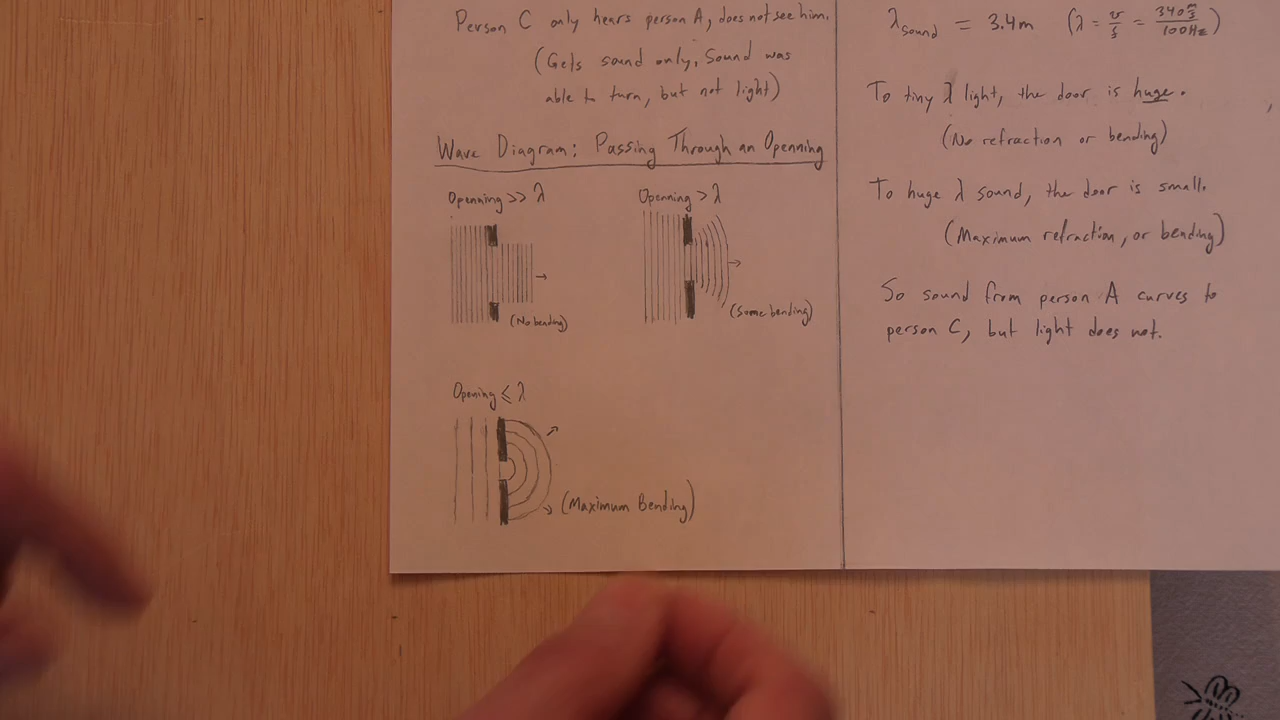 Person C only hears person A, does not see him.
(Gets sound only, Sound was
able to turn, but not light)
Wave Diagram: Passing Through an Openning
Openning >> λ
Openning > λ
(No bending)
(Some bending)
Opening ⩽ λ
(Maximum Bending)
λsound = 3.4m (λ = v/f = 340 m/s / 100Hz)
To tiny λ light, the door is huge.
(No refraction or bending)
To huge λ sound, the door is small.
(Maximum refraction, or bending)
So sound from person A curves to
person C, but light does not.